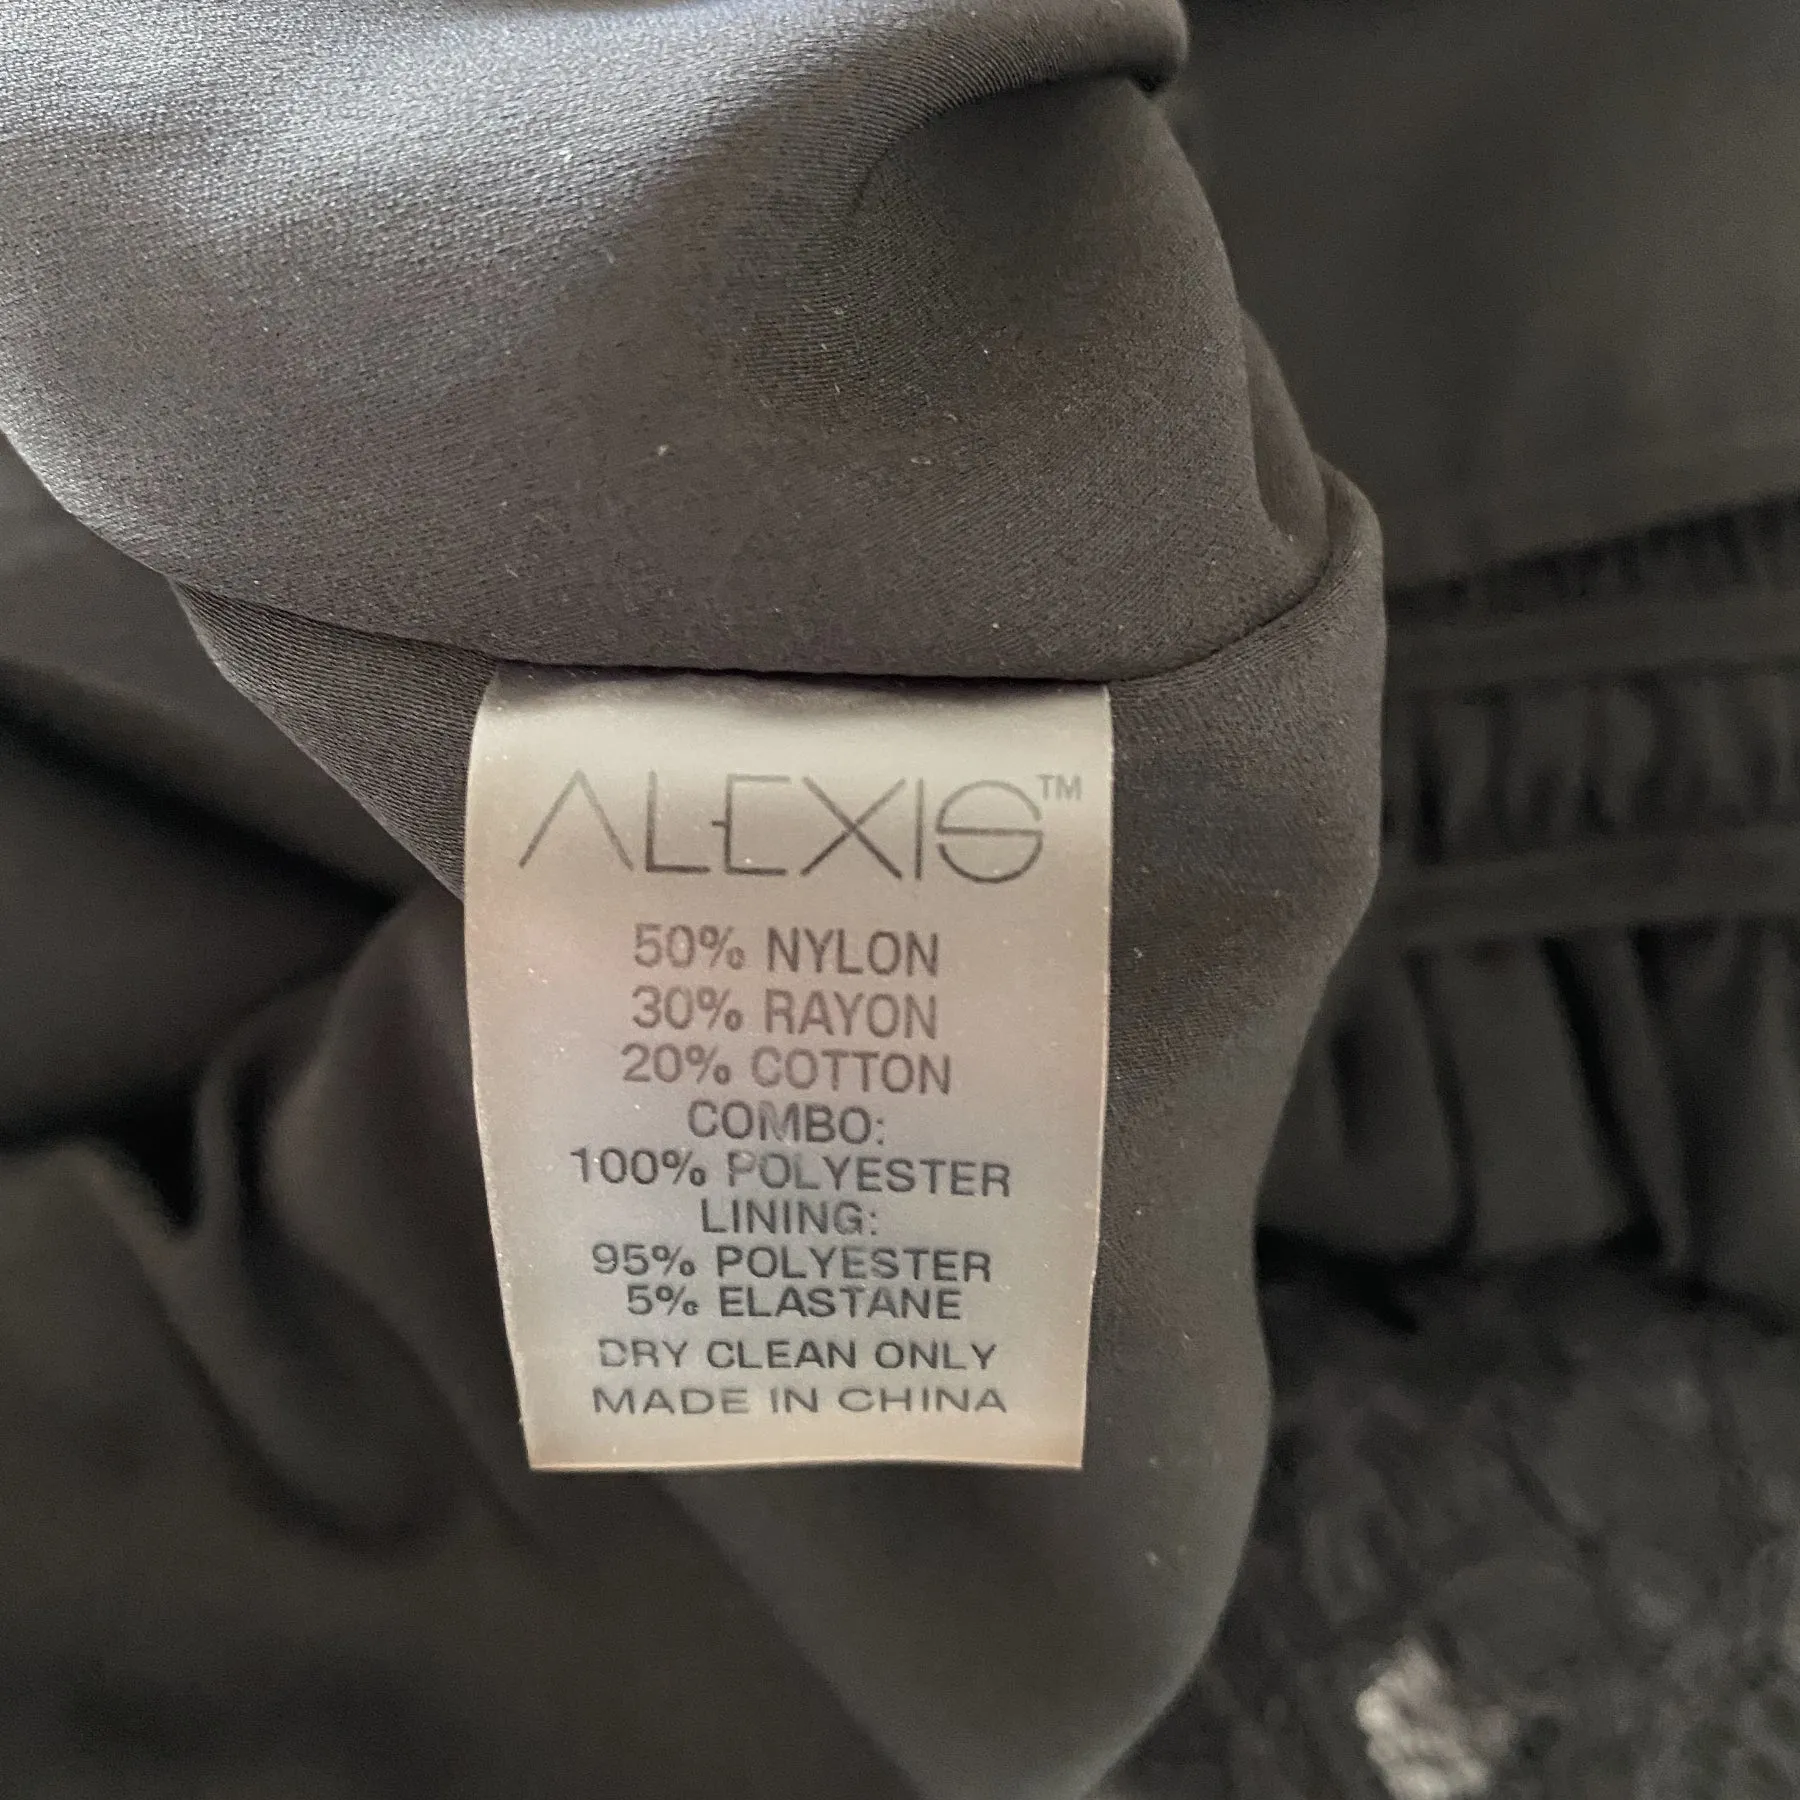 ALEXIS™
50% NYLON
30% RAYON
20% COTTON
COMBO:
100% POLYESTER
LINING:
95% POLYESTER
5% ELASTANE
DRY CLEAN ONLY
MADE IN CHINA